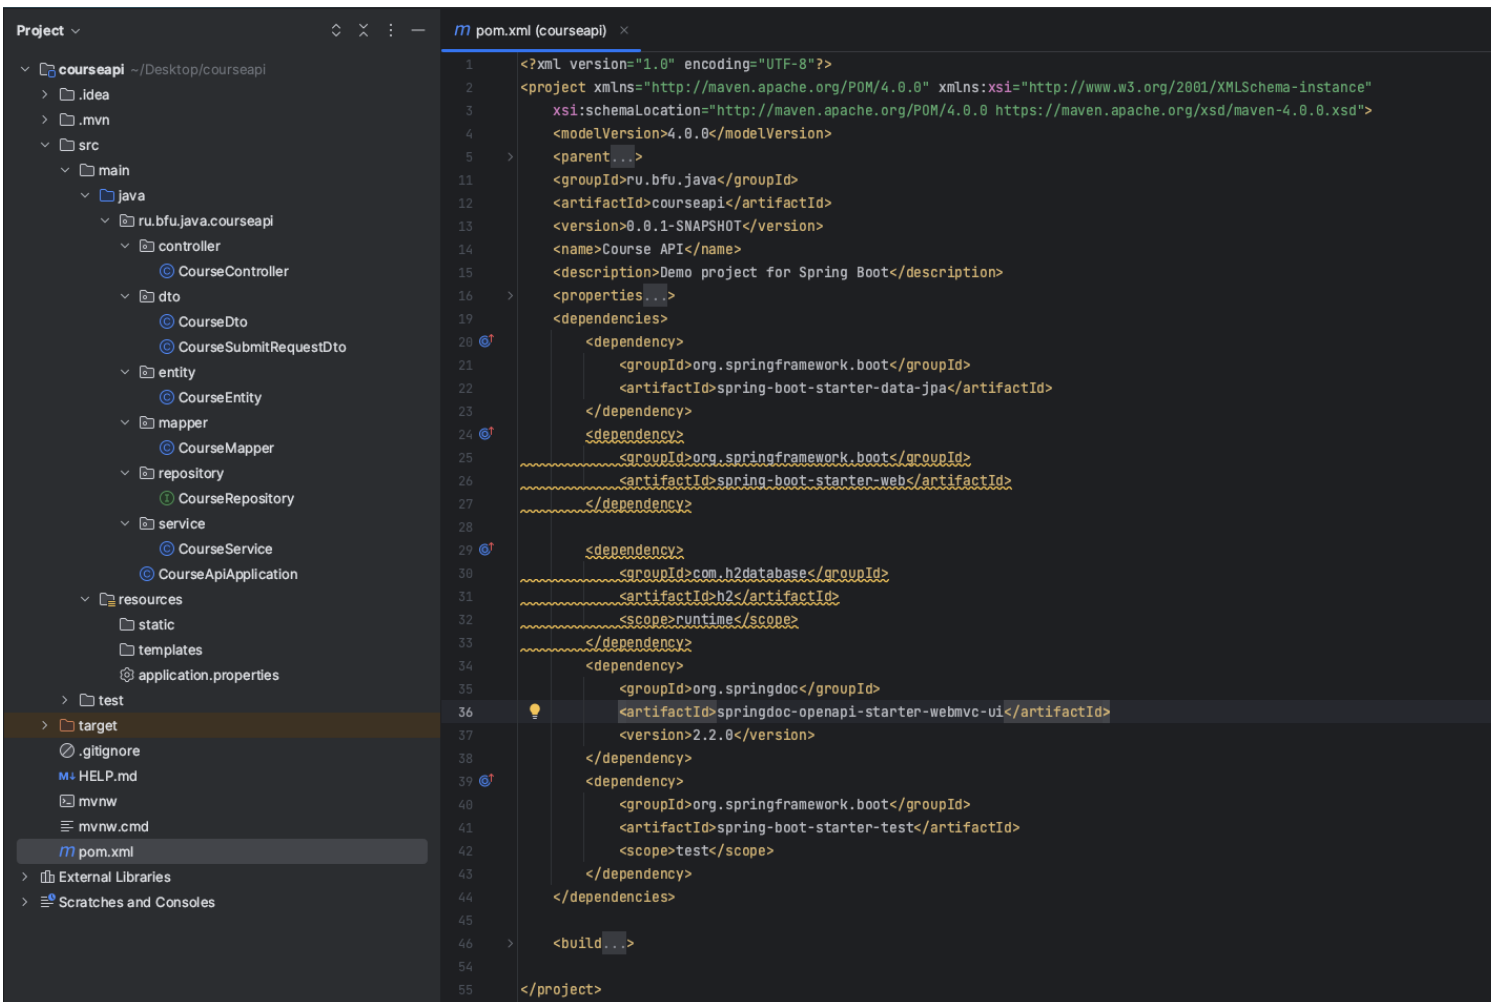 Project
courseapi ~/Desktop/courseapi
.idea
.mvn
src
main
java
ru.bfu.java.courseapi
controller
CourseController
dto
CourseDto
CourseSubmitRequestDto
entity
CourseEntity
mapper
CourseMapper
repository
CourseRepository
service
CourseService
CourseApiApplication
resources
static
templates
application.properties
test
target
.gitignore
HELP.md
mvnw
mvnw.cmd
pom.xml
External Libraries
Scratches and Consoles
pom.xml (courseapi)
1 <?xml version="1.0" encoding="UTF-8"?>
2 <project xmlns="http://maven.apache.org/POM/4.0.0" xmlns:xsi="http://www.w3.org/2001/XMLSchema-instance"
3 xsi:schemaLocation="http://maven.apache.org/POM/4.0.0 https://maven.apache.org/xsd/maven-4.0.0.xsd">
4 <modelVersion>4.0.0</modelVersion>
5 <parent...>
11 <groupId>ru.bfu.java</groupId>
12 <artifactId>courseapi</artifactId>
13 <version>0.0.1-SNAPSHOT</version>
14 <name>Course API</name>
15 <description>Demo project for Spring Boot</description>
16 <properties...>
19 <dependencies>
20 <dependency>
21 <groupId>org.springframework.boot</groupId>
22 <artifactId>spring-boot-starter-data-jpa</artifactId>
23 </dependency>
24 <dependency>
25 <groupId>org.springframework.boot</groupId>
26 <artifactId>spring-boot-starter-web</artifactId>
27 </dependency>
28
29 <dependency>
30 <groupId>com.h2database</groupId>
31 <artifactId>h2</artifactId>
32 <scope>runtime</scope>
33 </dependency>
34 <dependency>
35 <groupId>org.springdoc</groupId>
36 <artifactId>springdoc-openapi-starter-webmvc-ui</artifactId>
37 <version>2.2.0</version>
38 </dependency>
39 <dependency>
40 <groupId>org.springframework.boot</groupId>
41 <artifactId>spring-boot-starter-test</artifactId>
42 <scope>test</scope>
43 </dependency>
44 </dependencies>
45
46 <build...>
54
55 </project>